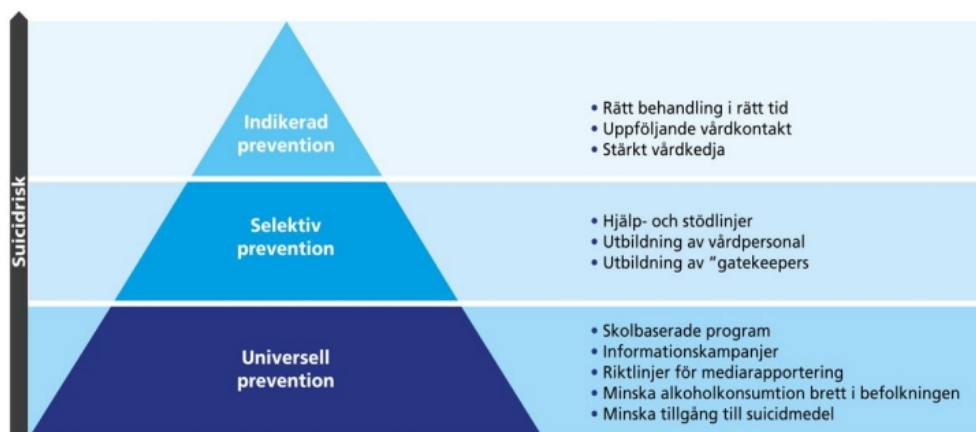 Suicidrisk
Indikerad
prevention
• Rätt behandling i rätt tid
• Uppföljande vårdkontakt
• Stärkt vårdkedja
Selektiv
prevention
• Hjälp- och stödlinjer
• Utbildning av vårdpersonal
• Utbildning av "gatekeepers
Universell
prevention
• Skolbaserade program
• Informationskampanjer
• Riktlinjer för mediarapportering
• Minska alkoholkonsumtion brett i befolkningen
• Minska tillgång till suicidmedel